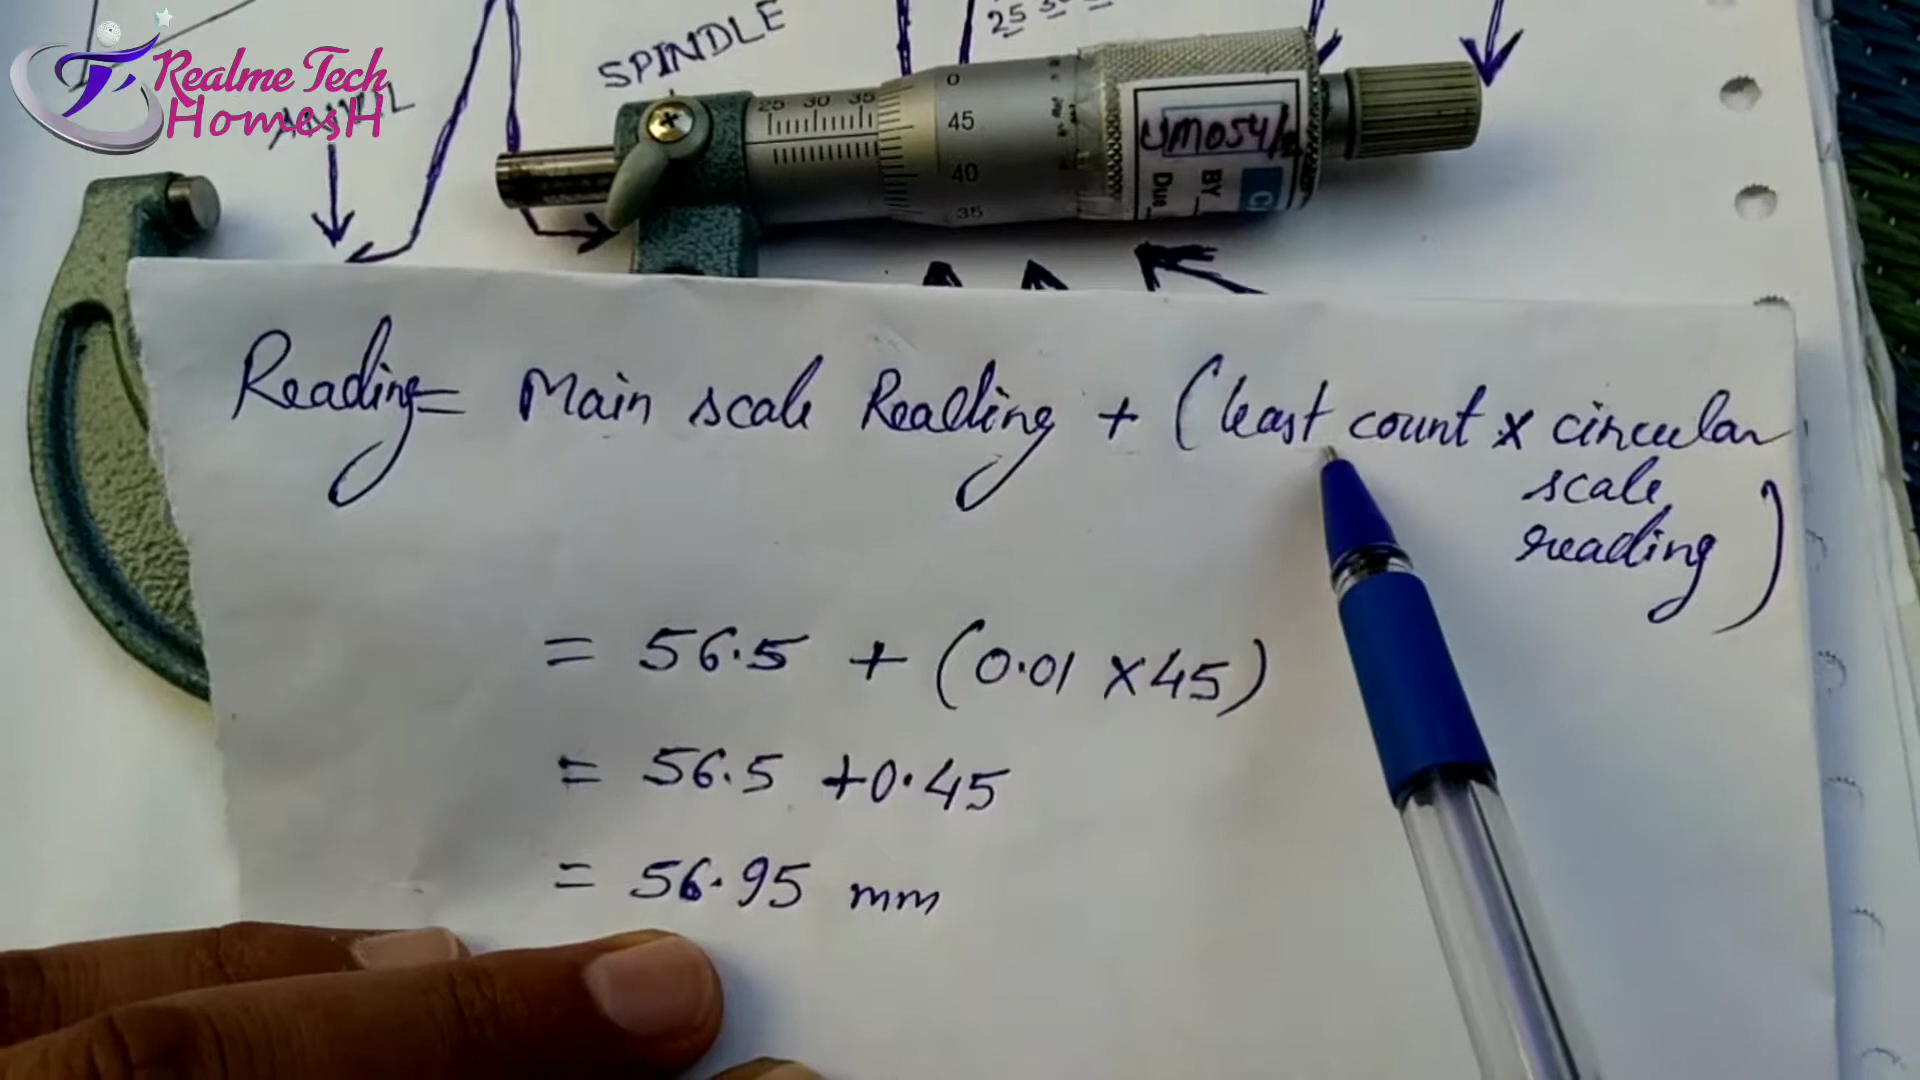 Realme Tech
HomesH
SPINDLE
ANVIL
25 30 35
0
45
40
35
BY
Due
Reading = Main scale Reading + (least count × circular
scale
reading)
= 56.5 + (0.01 × 45)
= 56.5 + 0.45
= 56.95 mm